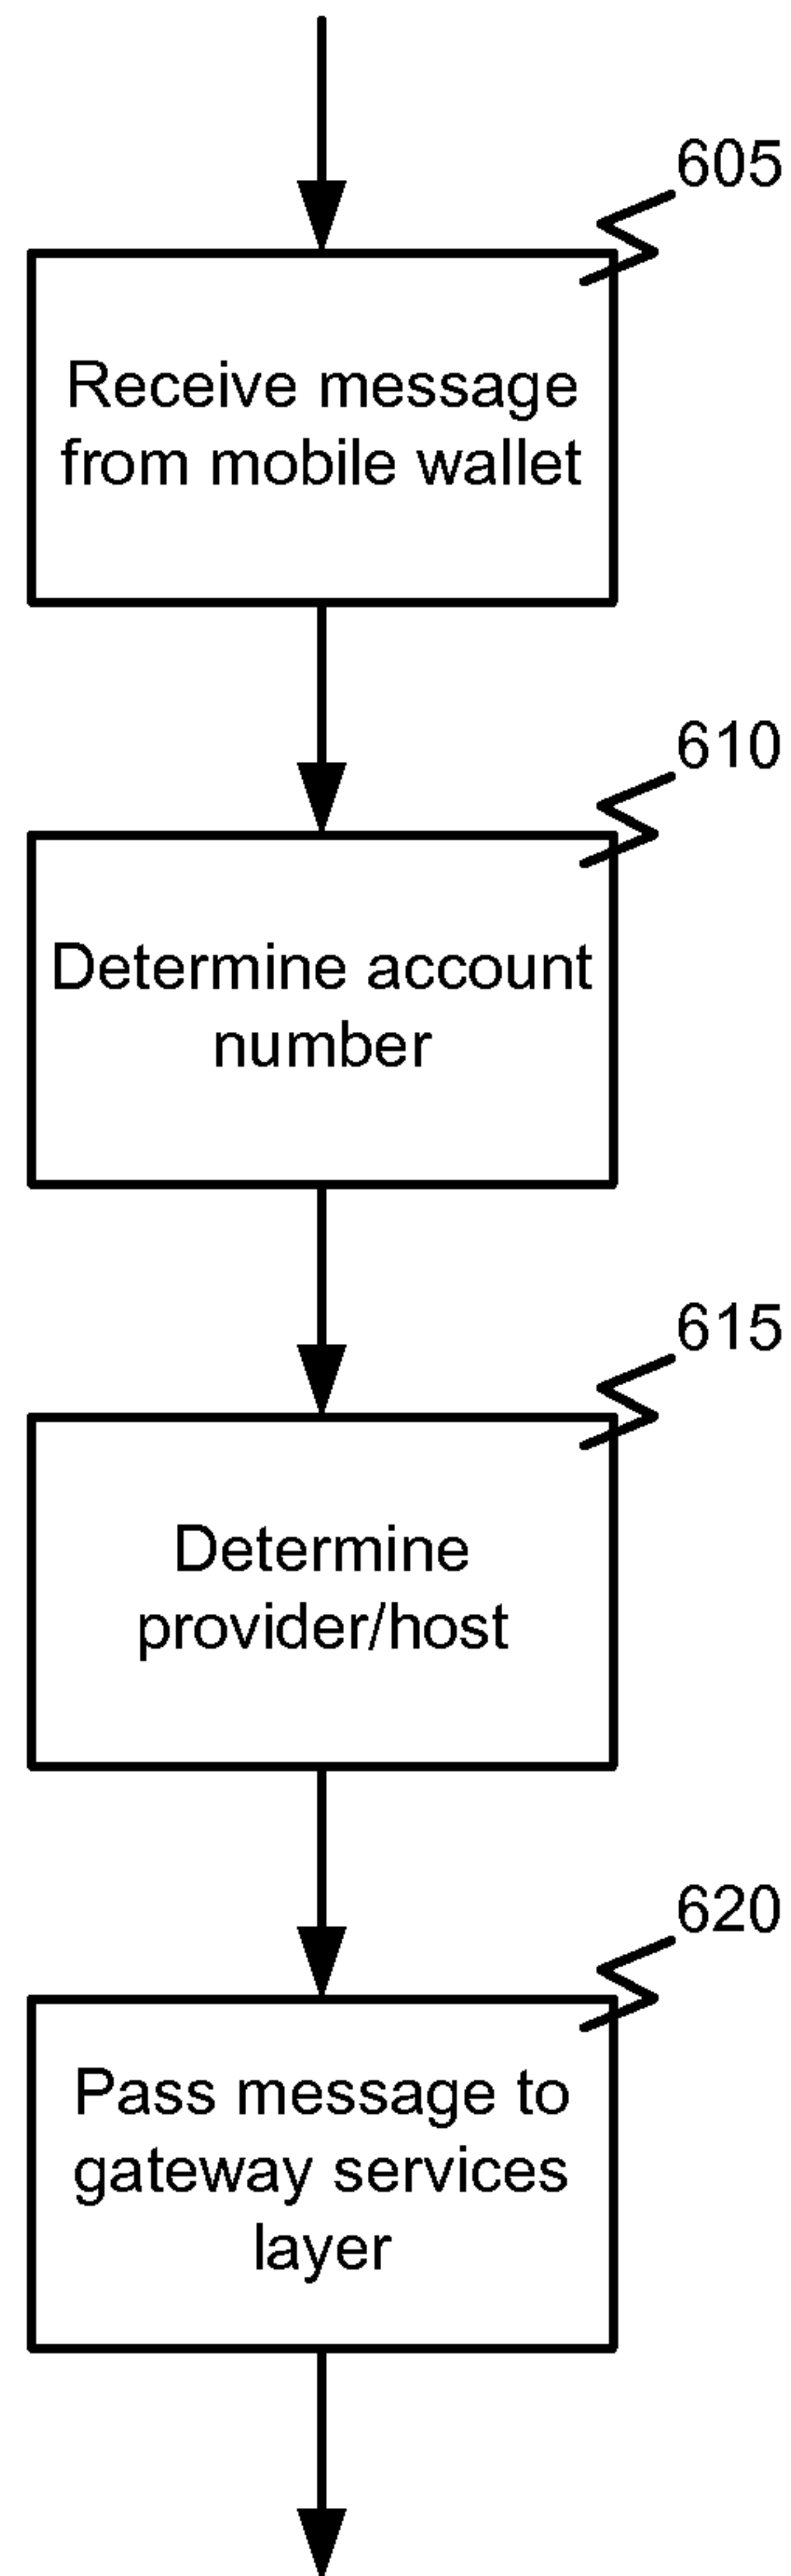 605
Receive message
from mobile wallet
610
Determine account
number
615
Determine
provider/host
620
Pass message to
gateway services
layer